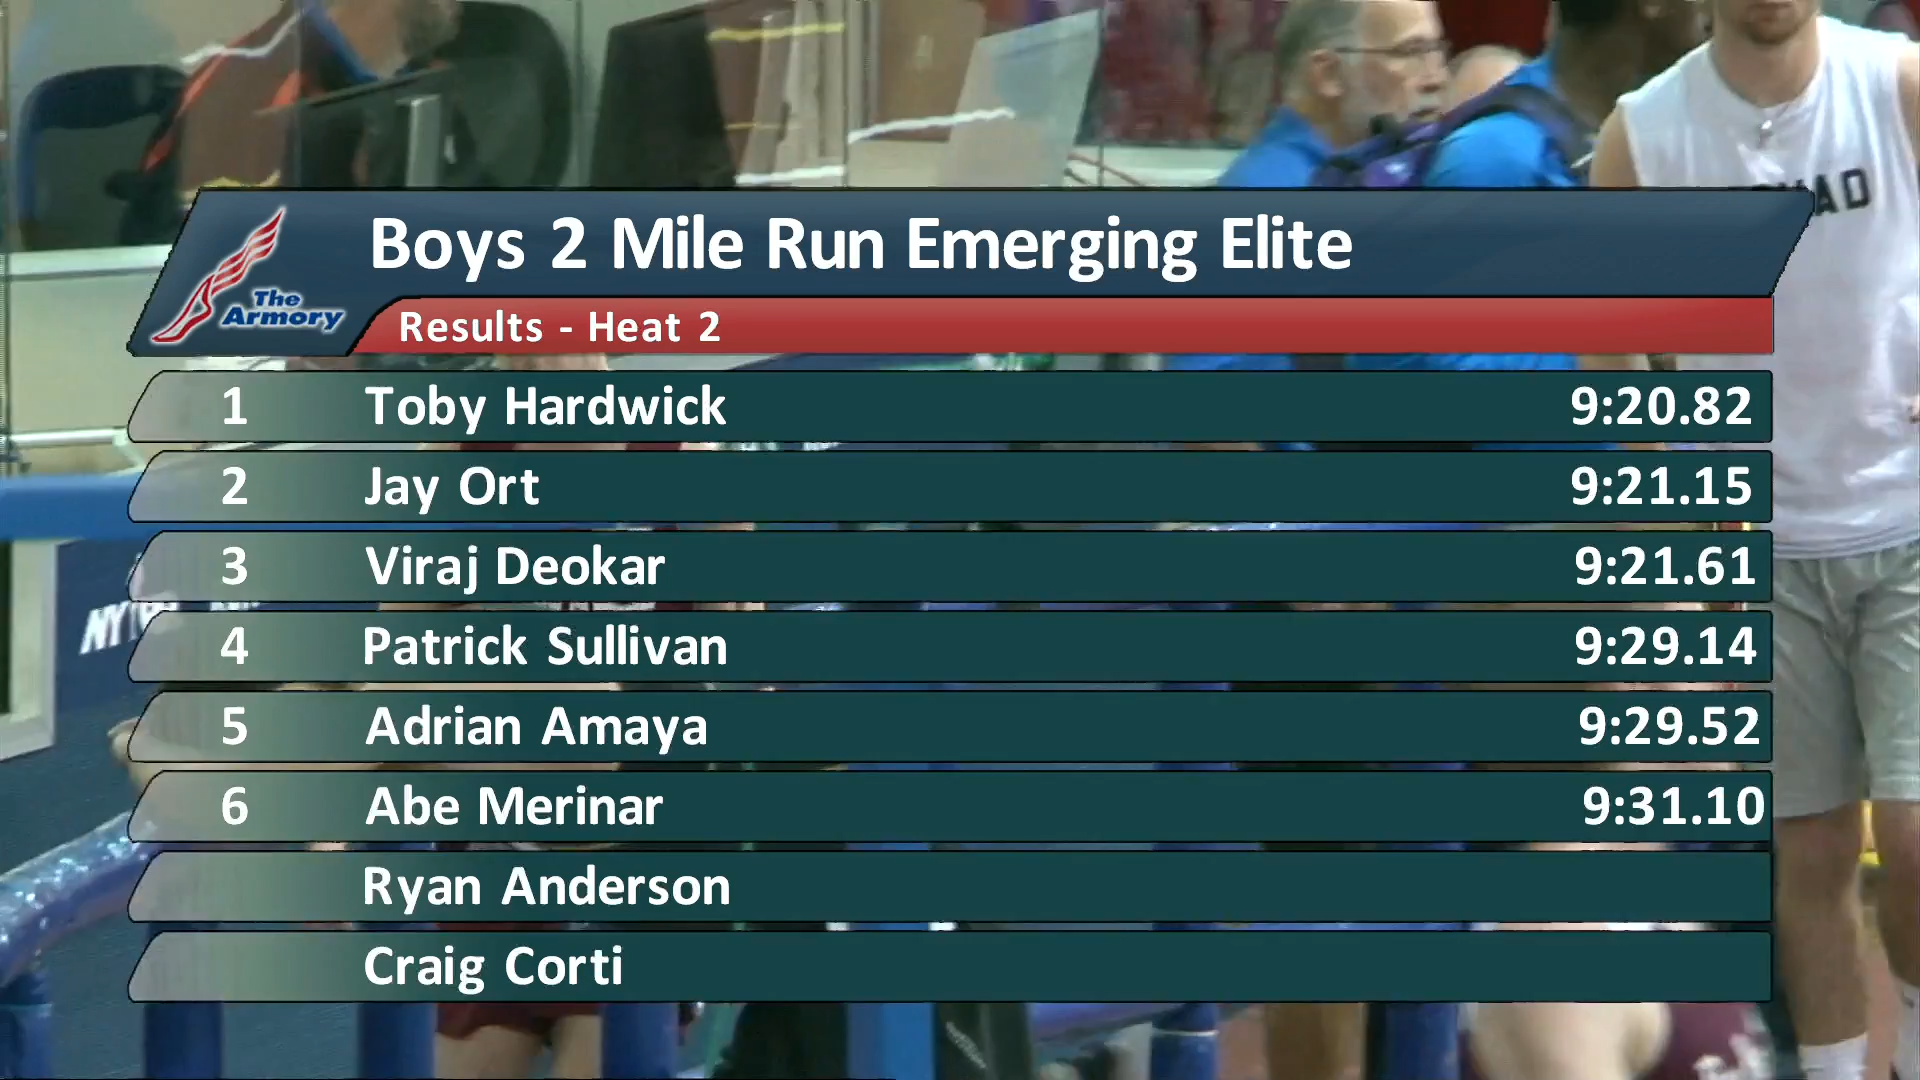 Boys 2 Mile Run Emerging Elite
The
Armory
Results - Heat 2
1 Toby Hardwick 9:20.82
2 Jay Ort 9:21.15
3 Viraj Deokar 9:21.61
4 Patrick Sullivan 9:29.14
5 Adrian Amaya 9:29.52
6 Abe Merinar 9:31.10
Ryan Anderson
Craig Corti